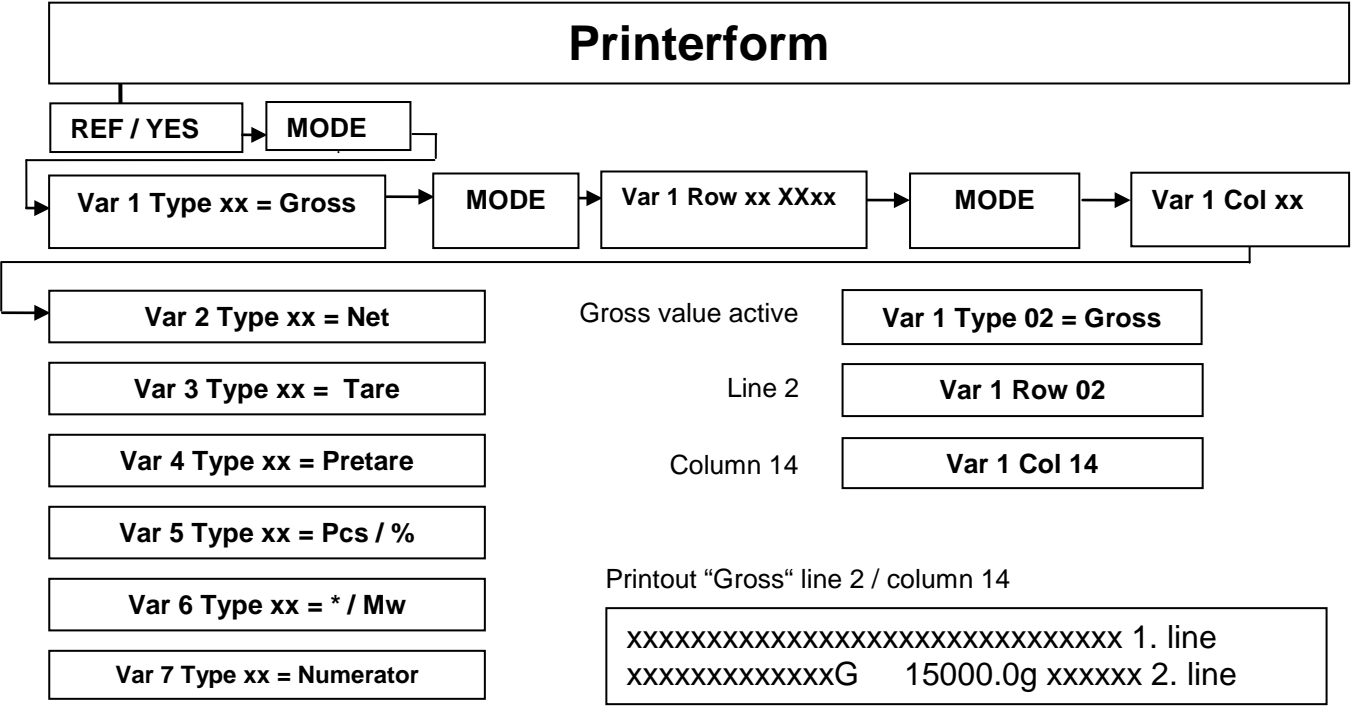 Printerform
REF / YES
MODE
Var 1 Type xx = Gross
MODE
Var 1 Row xx XXxx
MODE
Var 1 Col xx
Var 2 Type xx = Net
Var 3 Type xx = Tare
Var 4 Type xx = Pretare
Var 5 Type xx = Pcs / %
Var 6 Type xx = * / Mw
Var 7 Type xx = Numerator
Gross value active
Var 1 Type 02 = Gross
Line 2
Var 1 Row 02
Column 14
Var 1 Col 14
Printout “Gross“ line 2 / column 14
xxxxxxxxxxxxxxxxxxxxxxxxxxxxxxx 1. line
xxxxxxxxxxxxxG 15000.0g xxxxxx 2. line